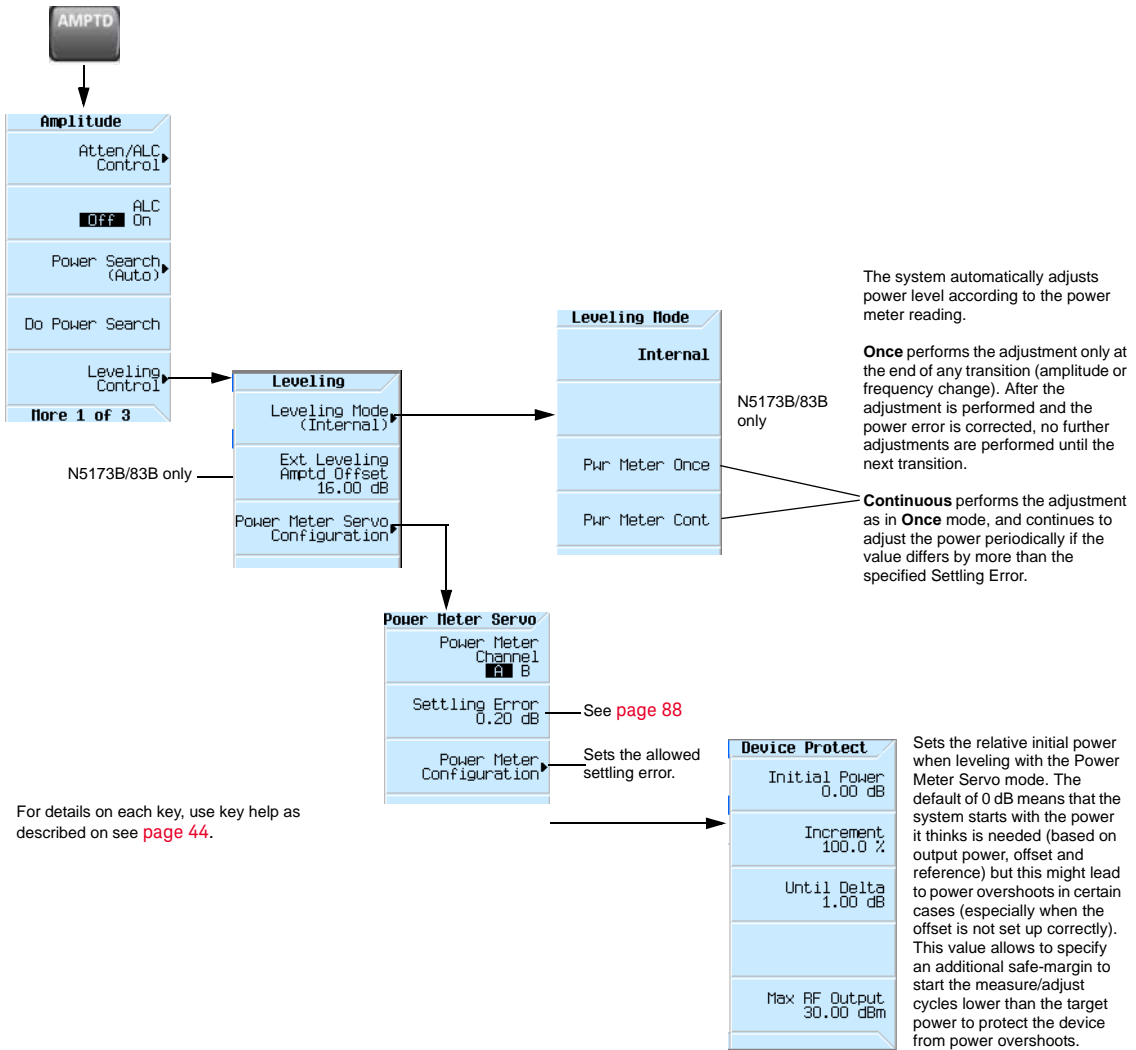 AMPTD
Amplitude
Atten/ALC
Control
ALC
Off On
Power Search
(Auto)
Do Power Search
Leveling
Control
More 1 of 3
Leveling
Leveling Mode
(Internal)
Ext Leveling
Amptd Offset
16.00 dB
Power Meter Servo
Configuration
N5173B/83B only
Leveling Mode
Internal
Pwr Meter Once
Pwr Meter Cont
N5173B/83B
only
The system automatically adjusts
power level according to the power
meter reading.
Once performs the adjustment only at
the end of any transition (amplitude or
frequency change). After the
adjustment is performed and the
power error is corrected, no further
adjustments are performed until the
next transition.
Continuous performs the adjustment
as in Once mode, and continues to
adjust the power periodically if the
value differs by more than the
specified Settling Error.
Power Meter Servo
Power Meter
Channel
A B
Settling Error
0.20 dB
Power Meter
Configuration
See page 88
Sets the allowed
settling error.
For details on each key, use key help as
described on see page 44.
Device Protect
Initial Power
0.00 dB
Increment
100.0 %
Until Delta
1.00 dB
Max RF Output
30.00 dBm
Sets the relative initial power
when leveling with the Power
Meter Servo mode. The
default of 0 dB means that the
system starts with the power
it thinks is needed (based on
output power, offset and
reference) but this might lead
to power overshoots in certain
cases (especially when the
offset is not set up correctly).
This value allows to specify
an additional safe-margin to
start the measure/adjust
cycles lower than the target
power to protect the device
from power overshoots.